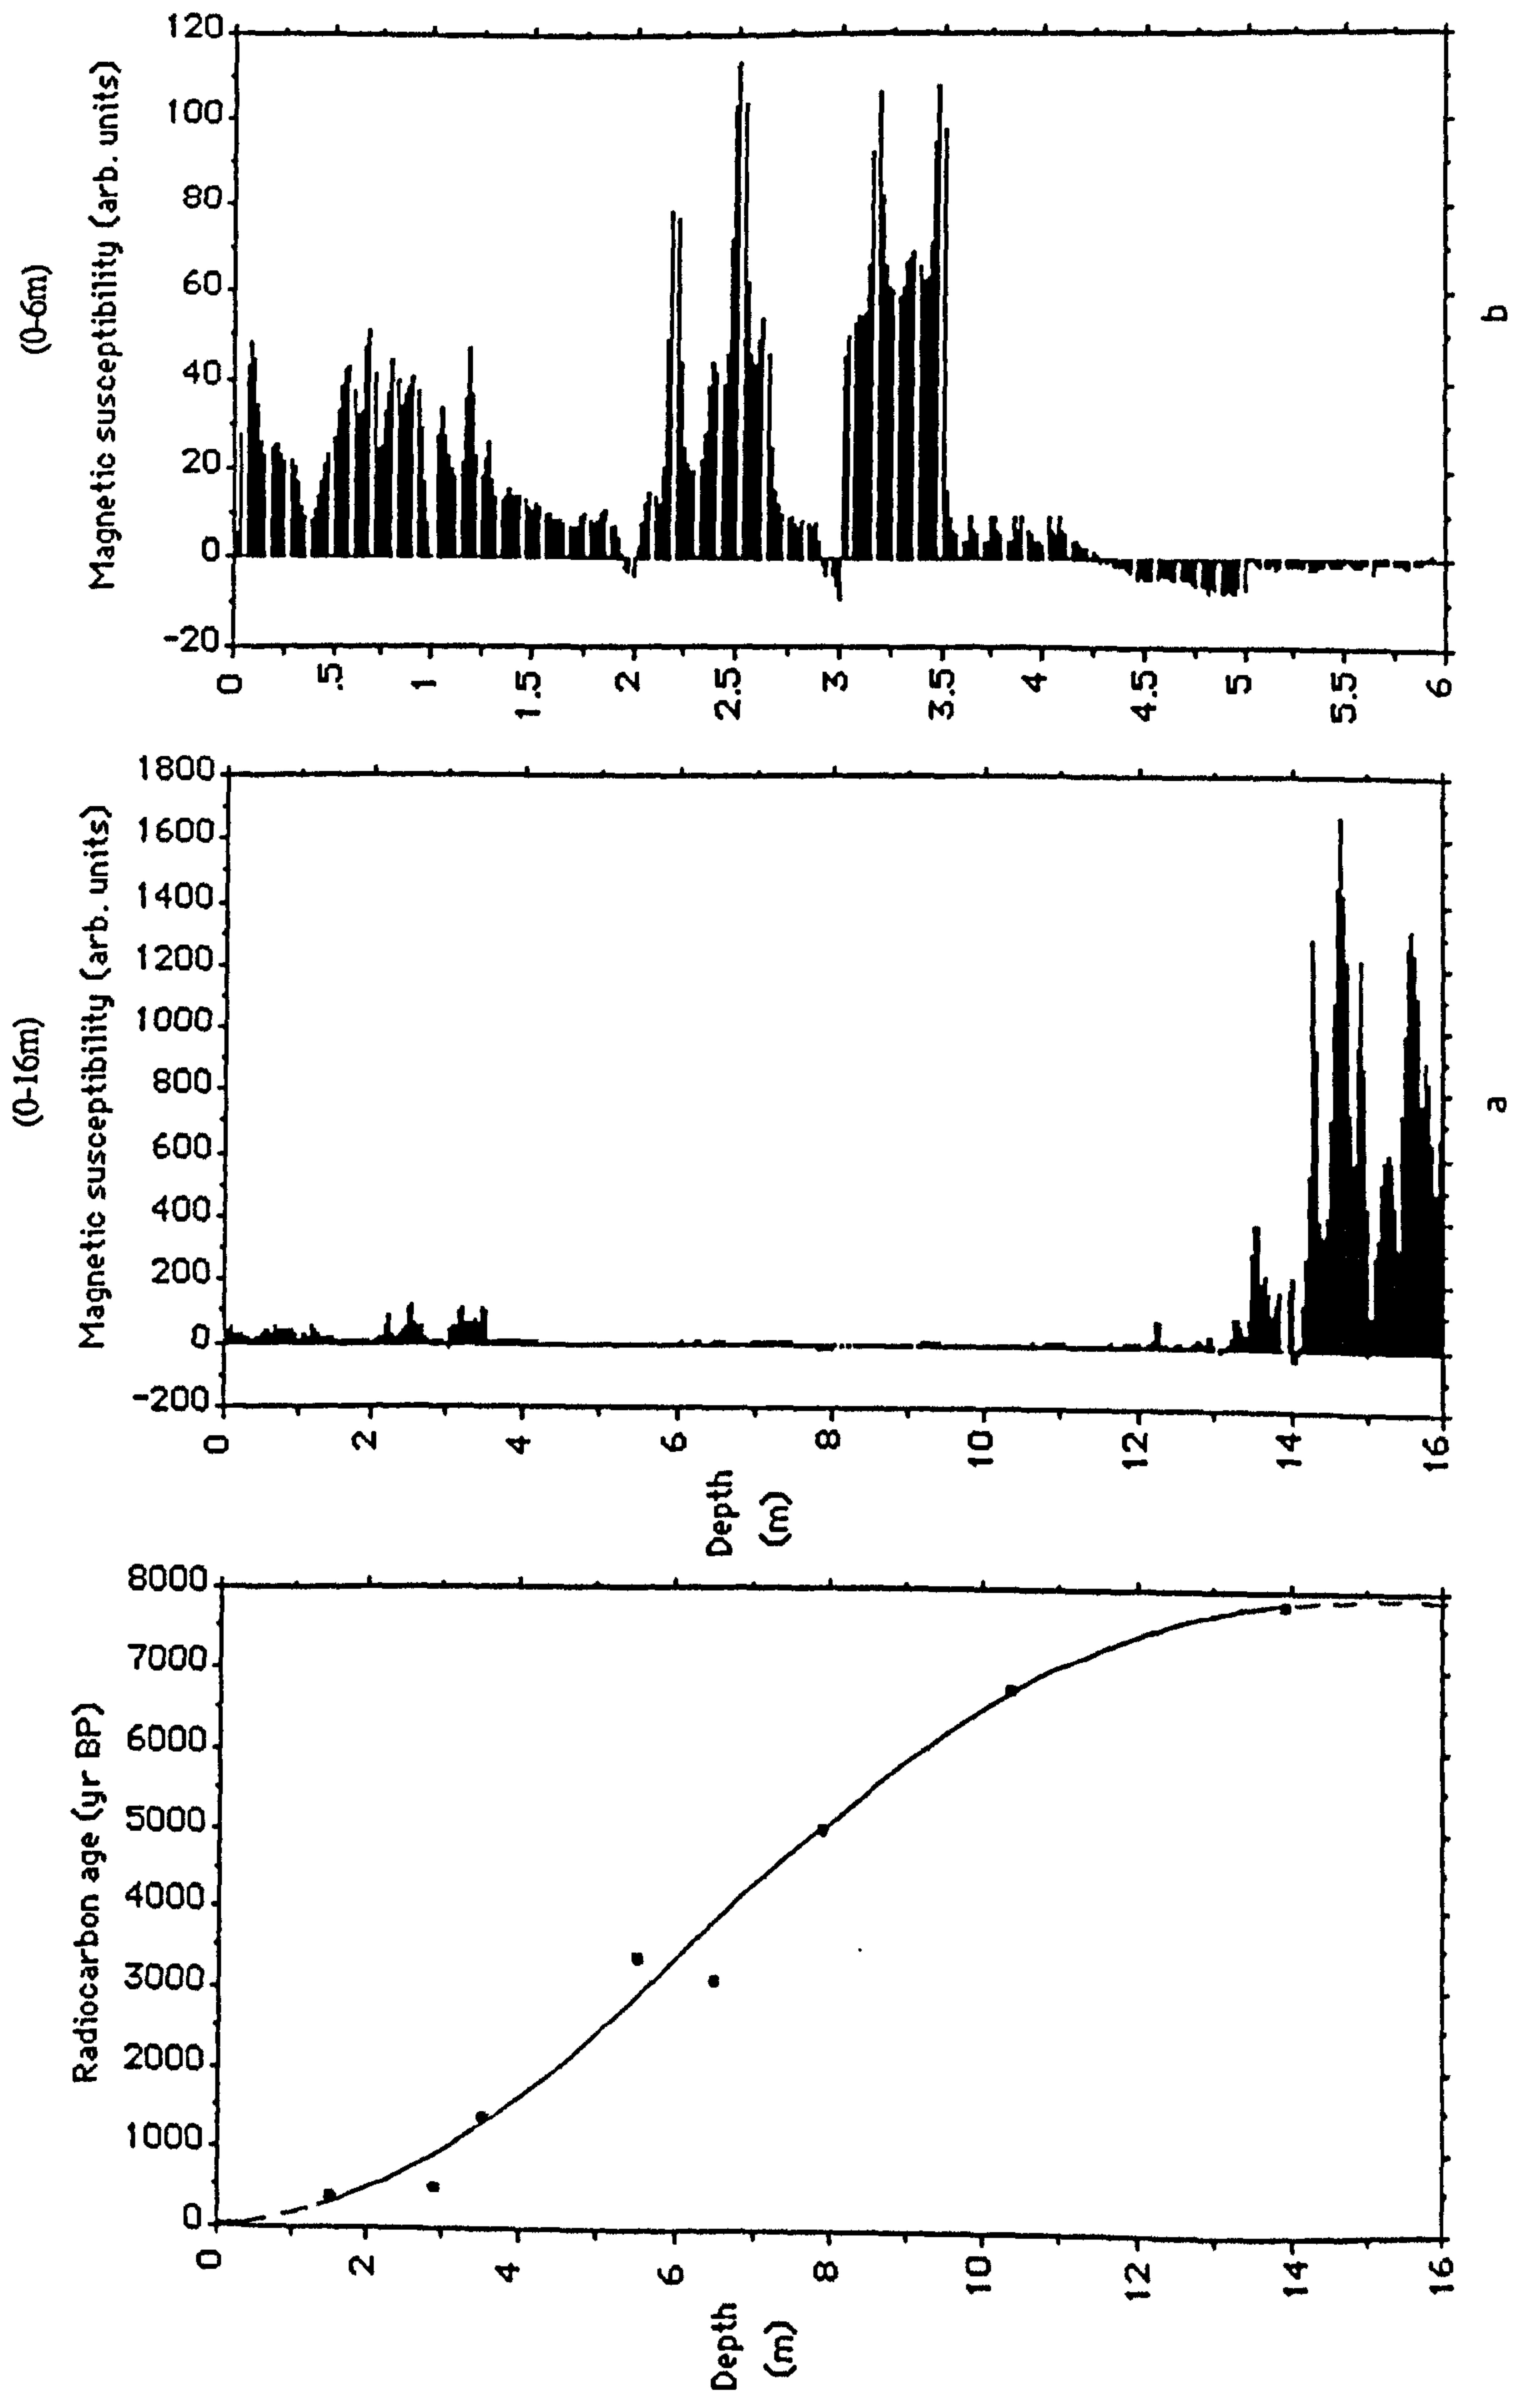 (0-6m)
Magnetic susceptibility (arb. units)
-20 0 20 40 60 80 100 120
0
.5
1
1.5
2
2.5
3
3.5
4
4.5
5
5.5
6
b
(0-16m)
Magnetic susceptibility (arb. units)
-200 0 200 400 600 800 1000 1200 1400 1600 1800
0
2
4
6
8
10
12
14
16
Depth
(m)
a
Radiocarbon age (yr BP)
0 1000 2000 3000 4000 5000 6000 7000 8000
0
2
4
6
8
10
12
14
16
Depth
(m)